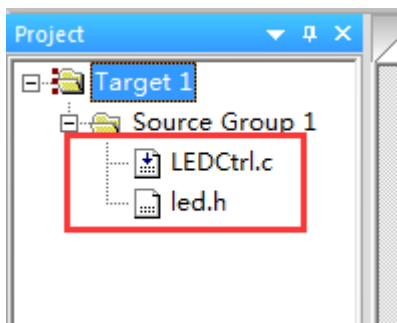 Project
Target 1
Source Group 1
LEDCtrl.c
led.h